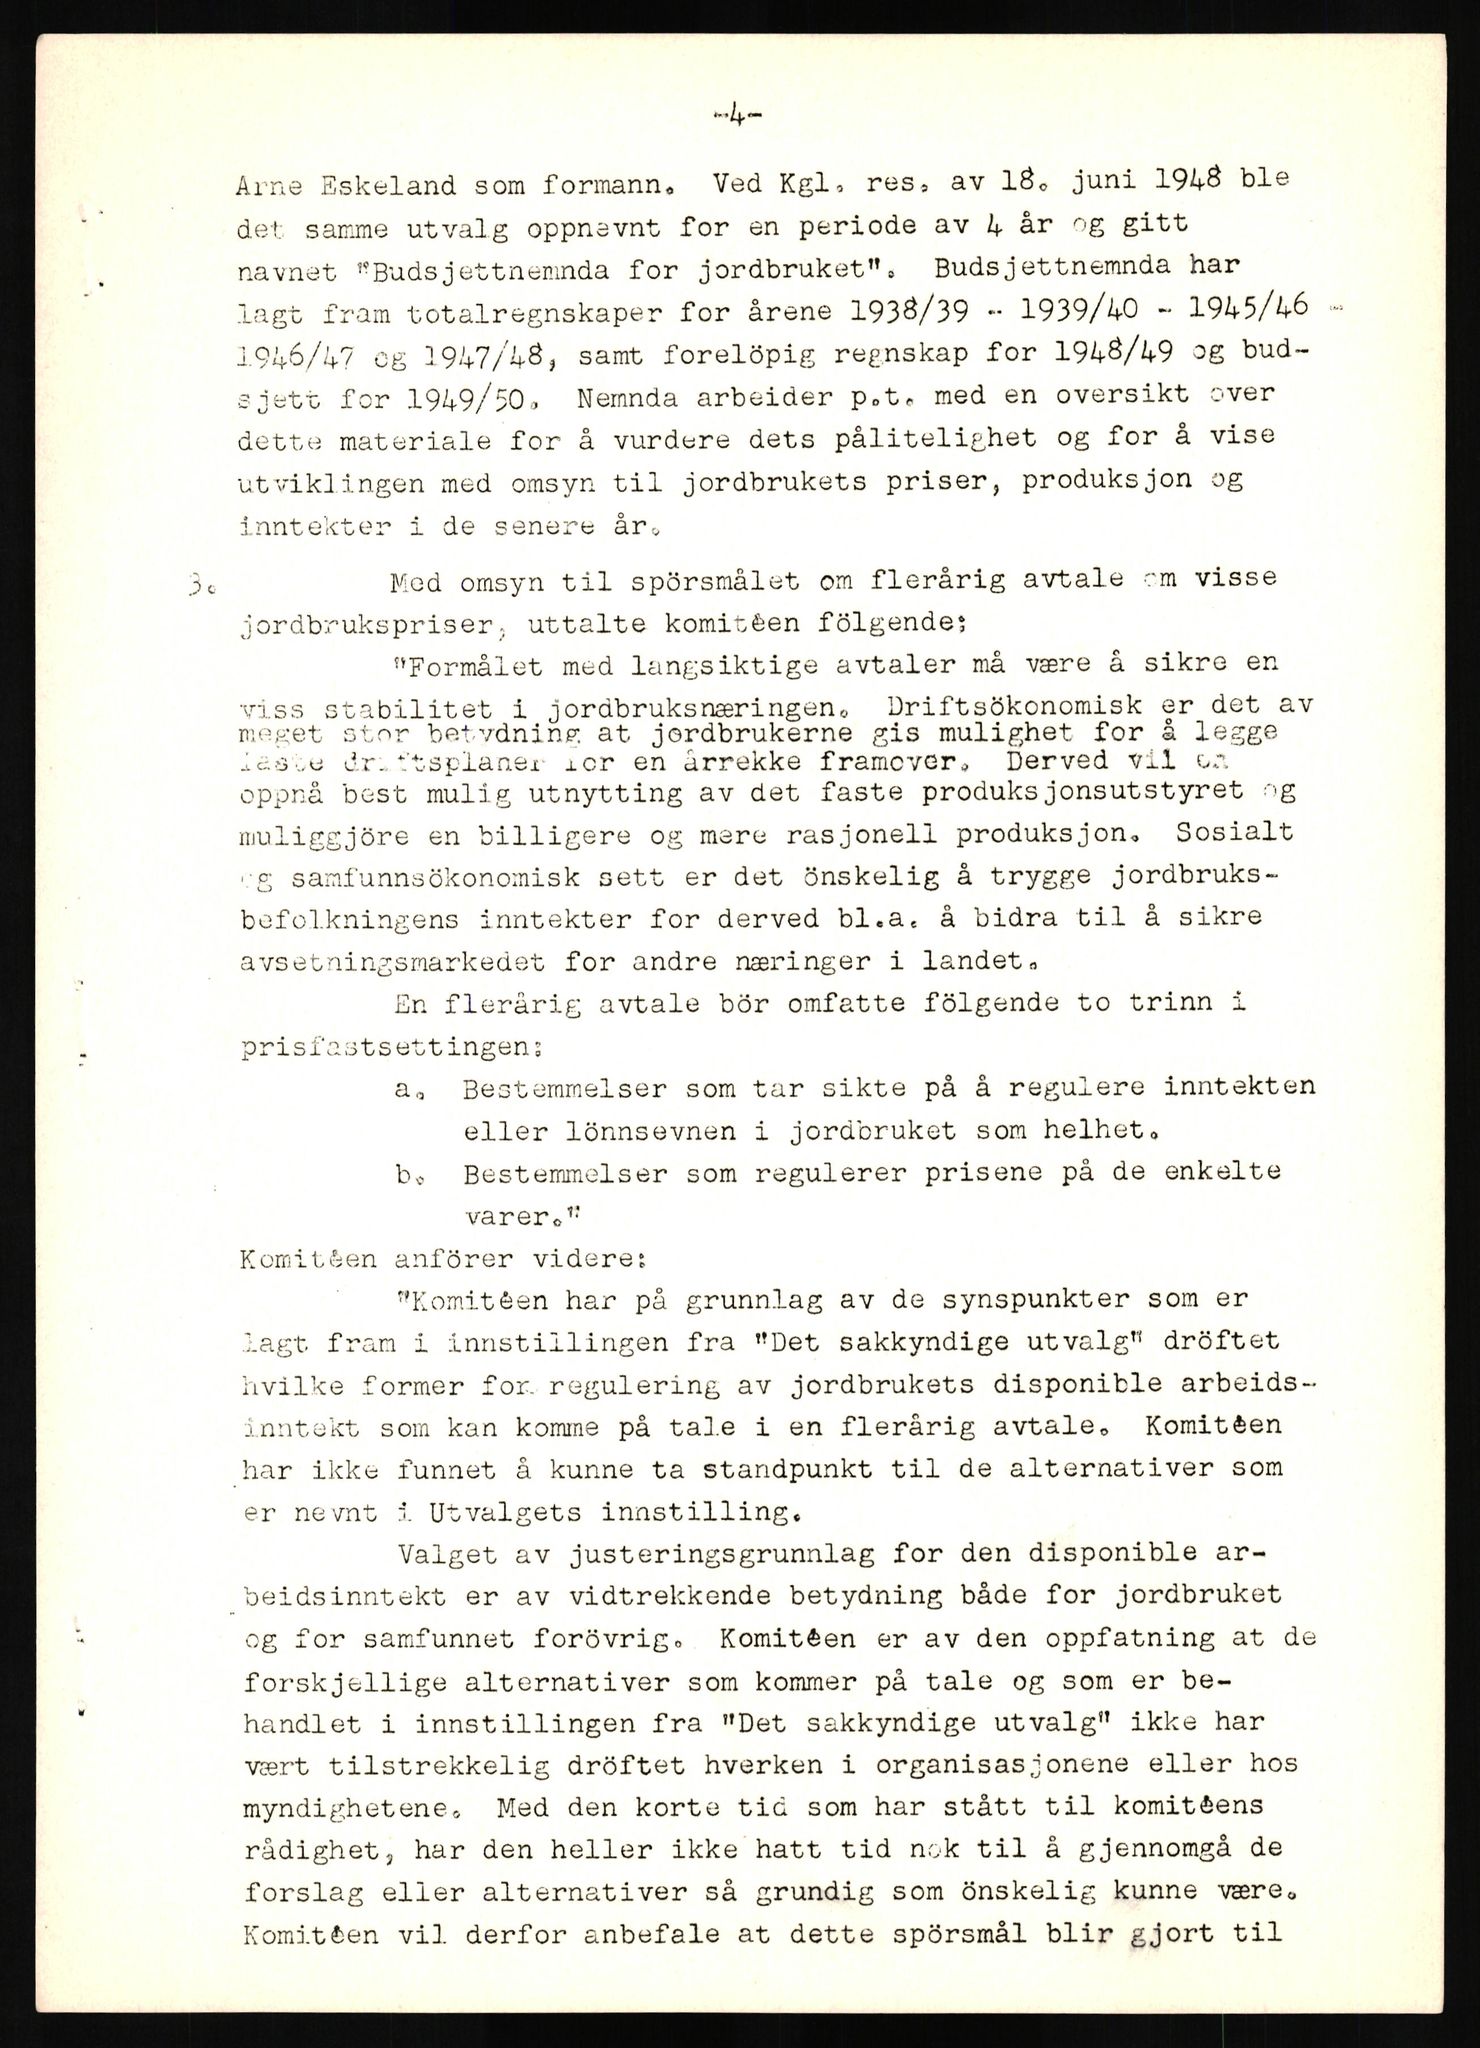 -4-
Arne Eskeland som formann. Ved Kgl. res. av 18. juni 1948 ble
det samme utvalg oppnevnt for en periode av 4 år og gitt
navnet "Budsjettnemnda for jordbruket". Budsjettnemnda har
lagt fram totalregnskaper for årene 1938/39 - 1939/40 - 1945/46 -
1946/47 og 1947/48, samt forelöpig regnskap for 1948/49 og bud-
sjett for 1949/50. Nemnda arbeider p.t. med en oversikt over
dette materiale for å vurdere dets pålitelighet og for å vise
utviklingen med omsyn til jordbrukets priser, produksjon og
inntekter i de senere år.
3. Med omsyn til spörsmålet om flerårig avtale om visse
jordbrukspriser, uttalte komitéen fölgende:
"Formålet med langsiktige avtaler må være å sikre en
viss stabilitet i jordbruksnæringen. Driftsökonomisk er det av
meget stor betydning at jordbrukerne gis mulighet for å legge
faste driftsplaner for en årrekke framover. Derved vil en
oppnå best mulig utnytting av det faste produksjonsutstyret og
muliggjöre en billigere og mere rasjonell produksjon. Sosialt
og samfunnsökonomisk sett er det önskelig å trygge jordbruks-
befolkningens inntekter for derved bl.a. å bidra til å sikre
avsetningsmarkedet for andre næringer i landet.
En flerårig avtale bör omfatte fölgende to trinn i
prisfastsettingen:
a. Bestemmelser som tar sikte på å regulere inntekten
eller lönnsevnen i jordbruket som helhet.
b. Bestemmelser som regulerer prisene på de enkelte
varer."
Komitéen anförer videre:
"Komitéen har på grunnlag av de synspunkter som er
lagt fram i innstillingen fra "Det sakkyndige utvalg" dröftet
hvilke former for regulering av jordbrukets disponible arbeids-
inntekt som kan komme på tale i en flerårig avtale. Komitéen
har ikke funnet å kunne ta standpunkt til de alternativer som
er nevnt i Utvalgets innstilling.
Valget av justeringsgrunnlag for den disponible ar-
beidsinntekt er av vidtrekkende betydning både for jordbruket
og for samfunnet forövrig. Komitéen er av den oppfatning at de
forskjellige alternativer som kommer på tale og som er be-
handlet i innstillingen fra "Det sakkyndige utvalg" ikke har
vært tilstrekkelig dröftet hverken i organisasjonene eller hos
myndighetene. Med den korte tid som har stått til komitéens
rådighet, har den heller ikke hatt tid nok til å gjennomgå de
forslag eller alternativer så grundig som önskelig kunne være.
Komitéen vil derfor anbefale at dette spörsmål blir gjort til